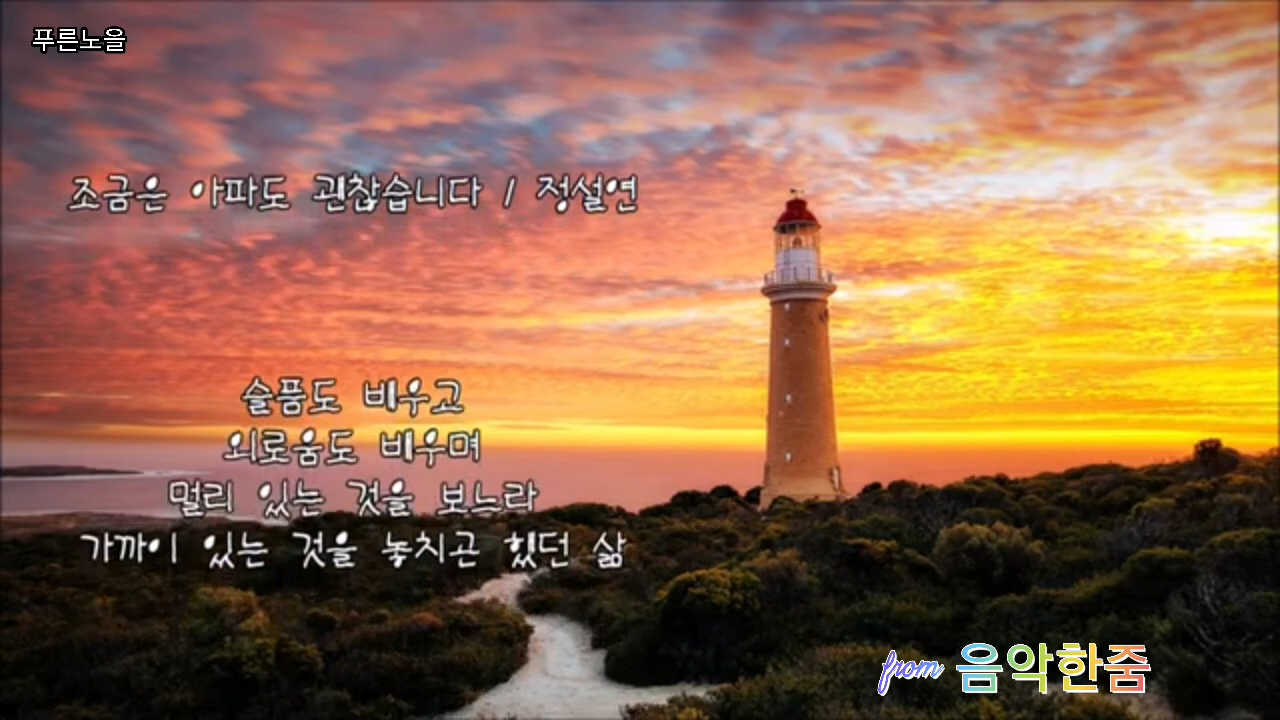 푸른노을
조금은 아파도 괜찮습니다 / 정설연
슬픔도 비우고
외로움도 비우며
멀리 있는 것을 보느라
가까이 있는 것을 놓치곤 했던 삶
from 음악한줌